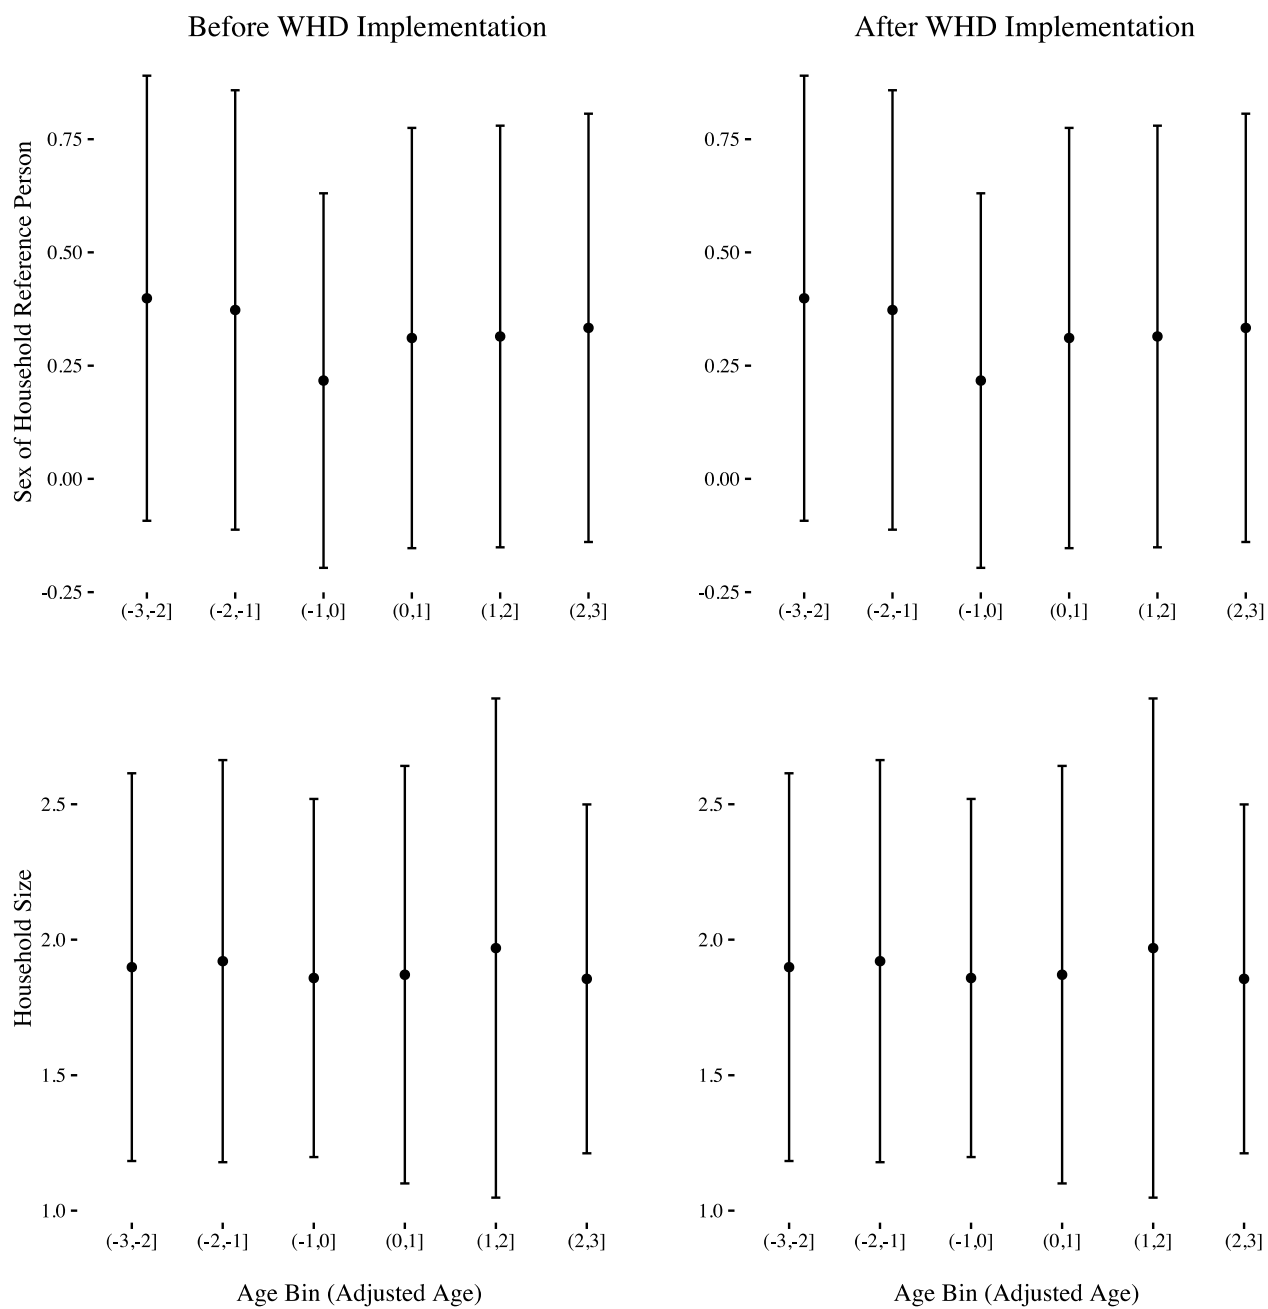 Before WHD Implementation
After WHD Implementation
Sex of Household Reference Person
0.75
0.50
0.25
0.00
-0.25
(-3,-2] (-2,-1] (-1,0] (0,1] (1,2] (2,3]
0.75
0.50
0.25
0.00
-0.25
(-3,-2] (-2,-1] (-1,0] (0,1] (1,2] (2,3]
Household Size
2.5
2.0
1.5
1.0
(-3,-2] (-2,-1] (-1,0] (0,1] (1,2] (2,3]
Age Bin (Adjusted Age)
2.5
2.0
1.5
1.0
(-3,-2] (-2,-1] (-1,0] (0,1] (1,2] (2,3]
Age Bin (Adjusted Age)